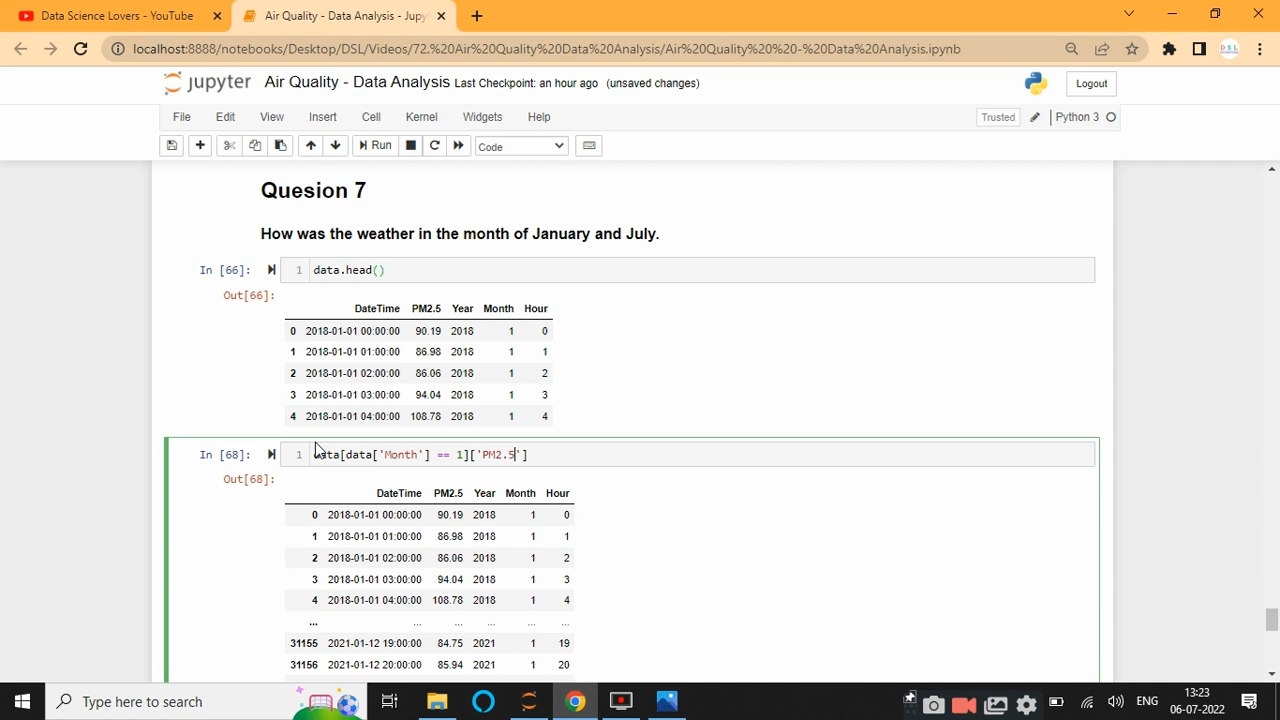 Data Science Lovers - YouTube
Air Quality - Data Analysis - Jupy
localhost:8888/notebooks/Desktop/DSL/Videos/72.%20Air%20Quality%20Data%20Analysis/Air%20Quality%20%20-%20Data%20Analysis.ipynb
DSL
jupyter Air Quality - Data Analysis Last Checkpoint: an hour ago (unsaved changes)
Logout
File Edit View Insert Cell Kernel Widgets Help
Trusted
Python 3
Run
Code
Quesion 7
How was the weather in the month of January and July.
In [66]: 1 data.head()
Out[66]:
DateTime PM2.5 Year Month Hour
0 2018-01-01 00:00:00 90.19 2018 1 0
1 2018-01-01 01:00:00 86.98 2018 1 1
2 2018-01-01 02:00:00 86.06 2018 1 2
3 2018-01-01 03:00:00 94.04 2018 1 3
4 2018-01-01 04:00:00 108.78 2018 1 4
In [68]: 1 data[data['Month'] == 1]['PM2.5']
Out[68]:
DateTime PM2.5 Year Month Hour
0 2018-01-01 00:00:00 90.19 2018 1 0
1 2018-01-01 01:00:00 86.98 2018 1 1
2 2018-01-01 02:00:00 86.06 2018 1 2
3 2018-01-01 03:00:00 94.04 2018 1 3
4 2018-01-01 04:00:00 108.78 2018 1 4
... ... ... ... ... ...
31155 2021-01-12 19:00:00 84.75 2021 1 19
31156 2021-01-12 20:00:00 85.94 2021 1 20
Type here to search
ENG
13:23
06-07-2022